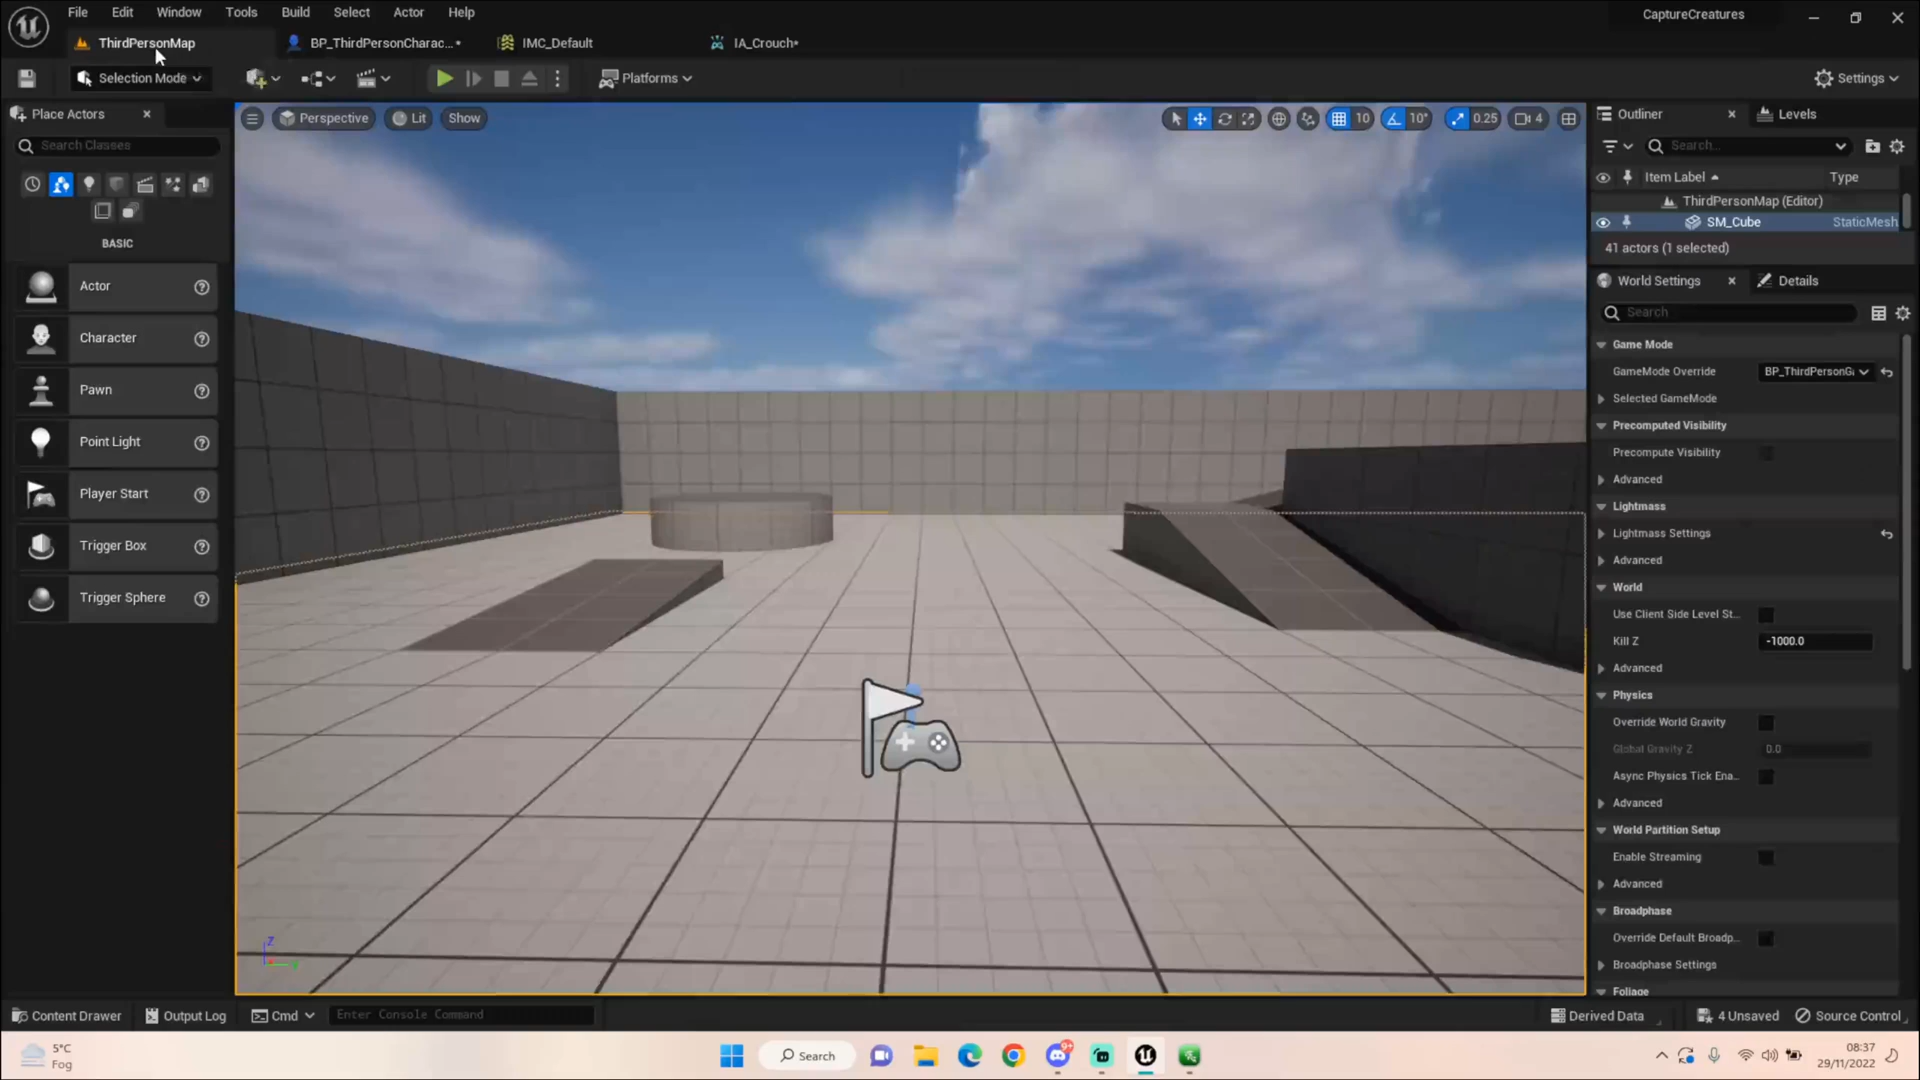 File Edit Window Tools Build Select Actor Help
CaptureCreatures
ThirdPersonMap
BP_ThirdPersonCharac...*
IMC_Default
IA_Crouch*
Selection Mode
Platforms
Settings
Place Actors
Search Classes
BASIC
Actor
Character
Pawn
Point Light
Player Start
Trigger Box
Trigger Sphere
Perspective
Lit
Show
10
10°
0.25
4
Z
Outliner
Levels
Search...
Item Label
Type
ThirdPersonMap (Editor)
SM_Cube
StaticMesh
41 actors (1 selected)
World Settings
Details
Search
Game Mode
GameMode Override
BP_ThirdPersonGa
Selected GameMode
Precomputed Visibility
Precompute Visibility
Advanced
Lightmass
Lightmass Settings
Advanced
World
Use Client Side Level St...
Kill Z
-1000.0
Advanced
Physics
Override World Gravity
Global Gravity Z
0.0
Async Physics Tick Ena...
Advanced
World Partition Setup
Enable Streaming
Advanced
Broadphase
Override Default Broadp...
Broadphase Settings
Foliage
Content Drawer
Output Log
Cmd
Enter Console Command
Derived Data
4 Unsaved
Source Control
5°C
Fog
Search
9+
08:37
29/11/2022